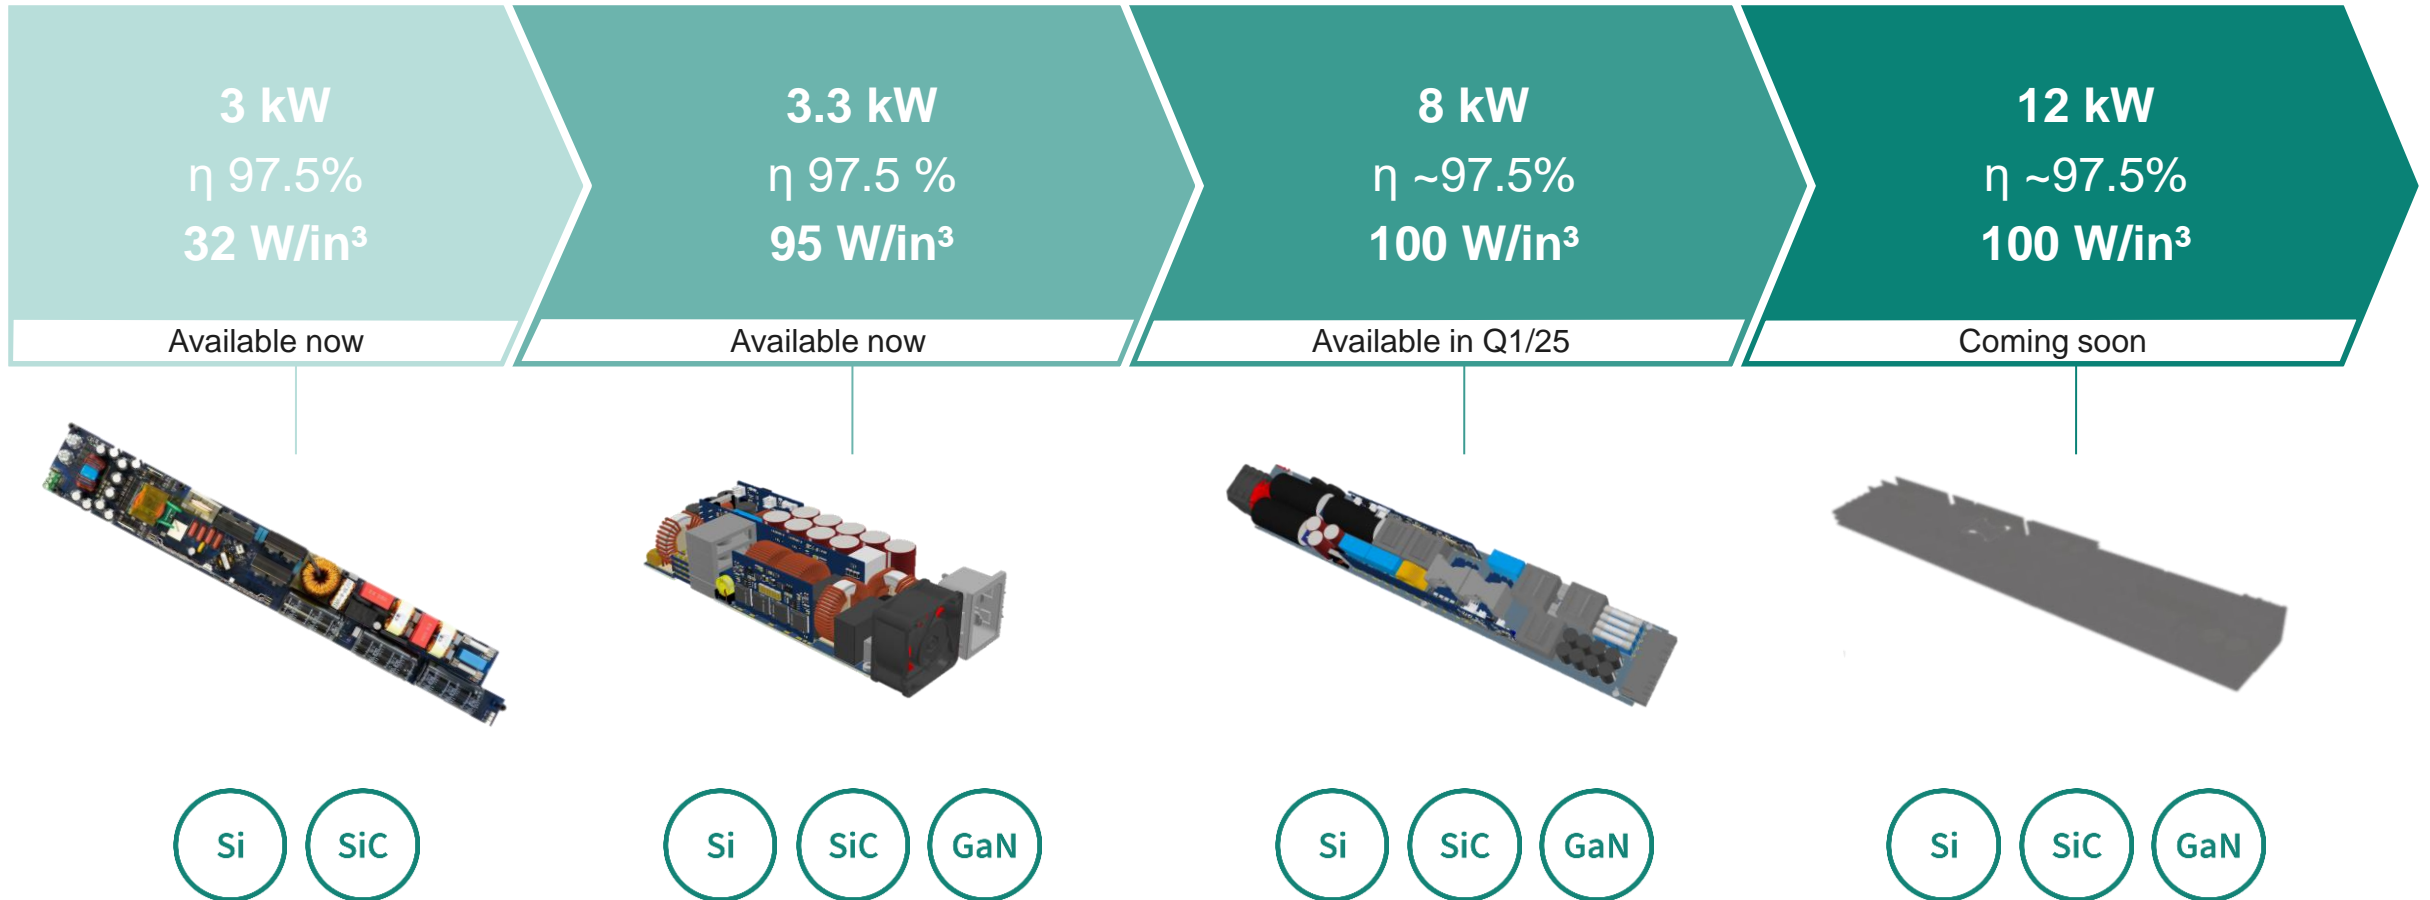 3 kW
η 97.5%
32 W/in³
Available now
3.3 kW
η 97.5 %
95 W/in³
Available now
8 kW
η ~97.5%
100 W/in³
Available in Q1/25
12 kW
η ~97.5%
100 W/in³
Coming soon
Si SiC
Si SiC GaN
Si SiC GaN
Si SiC GaN